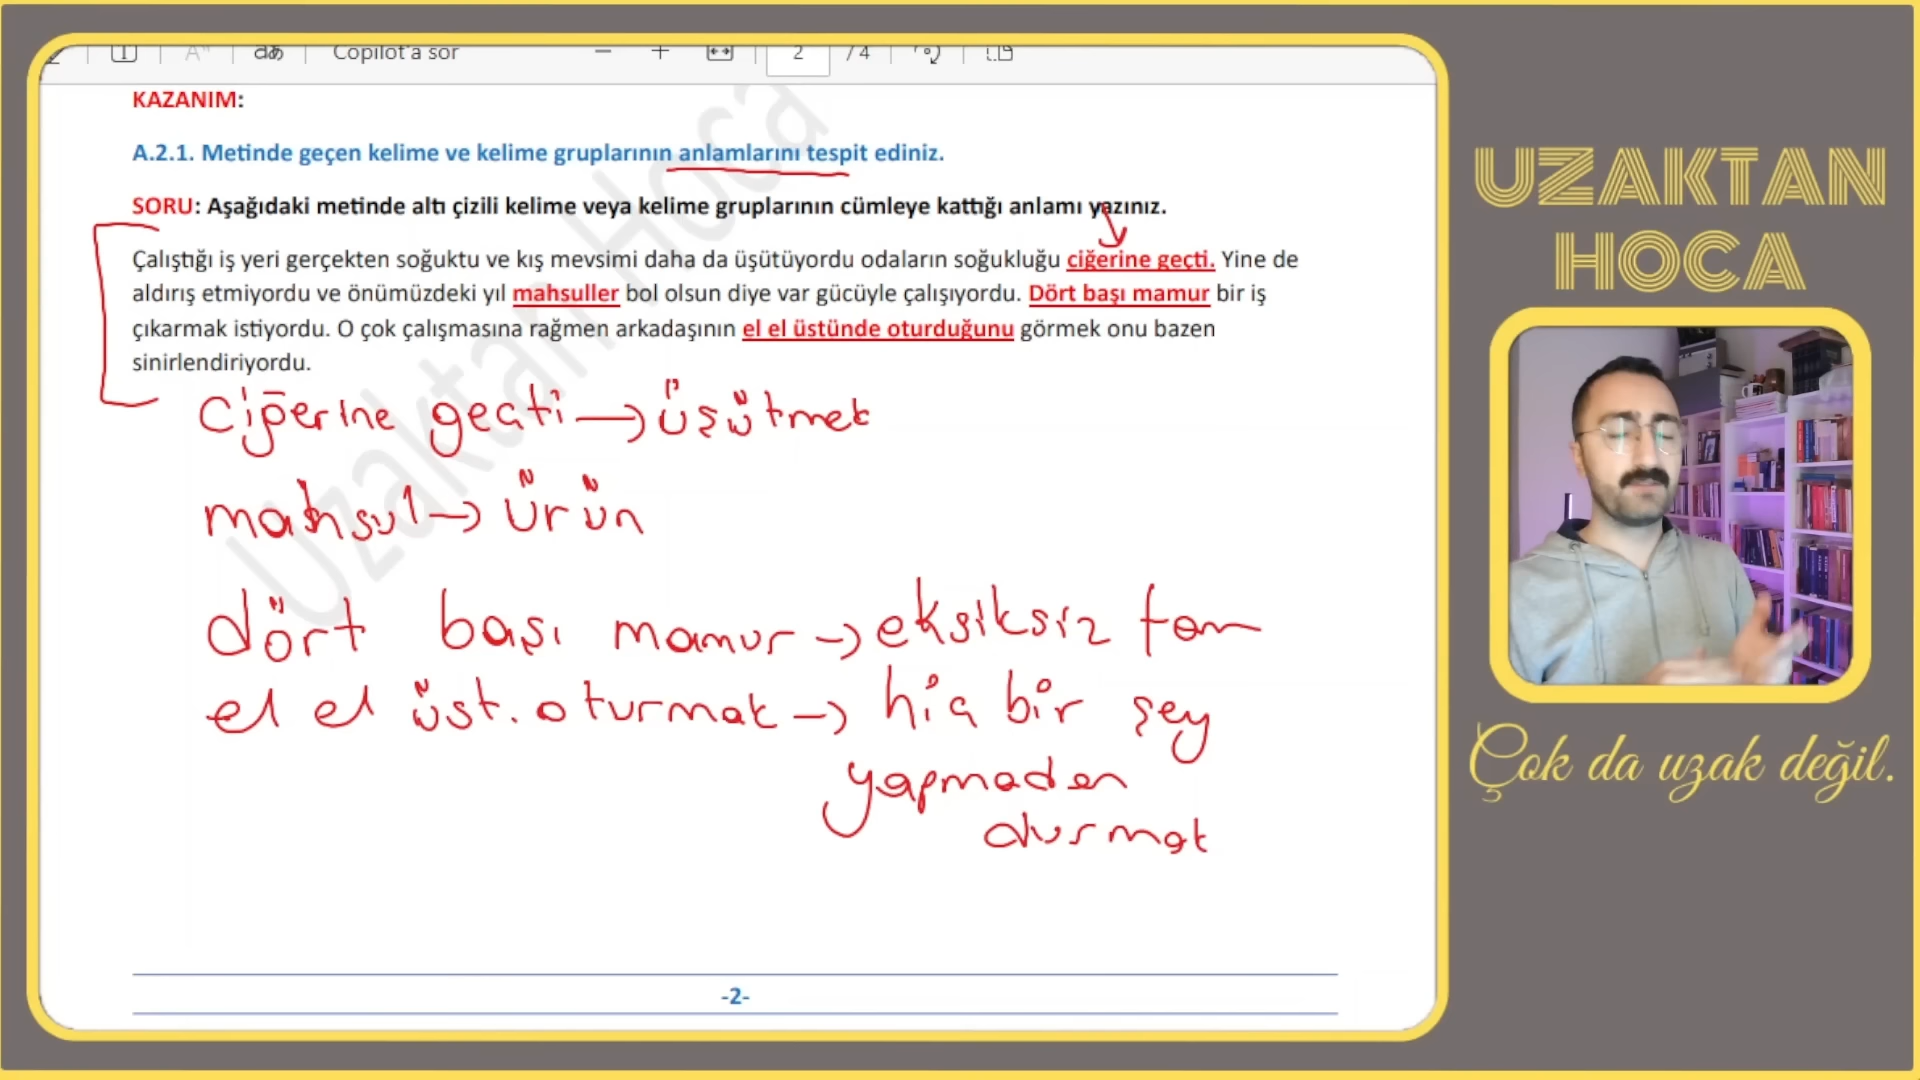 Copilot'a sor
2 / 4
KAZANIM:
A.2.1. Metinde geçen kelime ve kelime gruplarının anlamlarını tespit ediniz.
SORU: Aşağıdaki metinde altı çizili kelime veya kelime gruplarının cümleye kattığı anlamı yazınız.
Çalıştığı iş yeri gerçekten soğuktu ve kış mevsimi daha da üşütüyordu odaların soğukluğu ciğerine geçti. Yine de
aldırış etmiyordu ve önümüzdeki yıl mahsuller bol olsun diye var gücüyle çalışıyordu. Dört başı mamur bir iş
çıkarmak istiyordu. O çok çalışmasına rağmen arkadaşının el el üstünde oturduğunu görmek onu bazen
sinirlendiriyordu.
Ciğerine geçti → üşütmek
mahsul → ürün
dört başı mamur → eksiksiz tam
el el üst. oturmak → hiç bir şey
yapmadan
durmak
Uzaktan Hoca
-2-
UZAKTAN
HOCA
Çok da uzak değil.